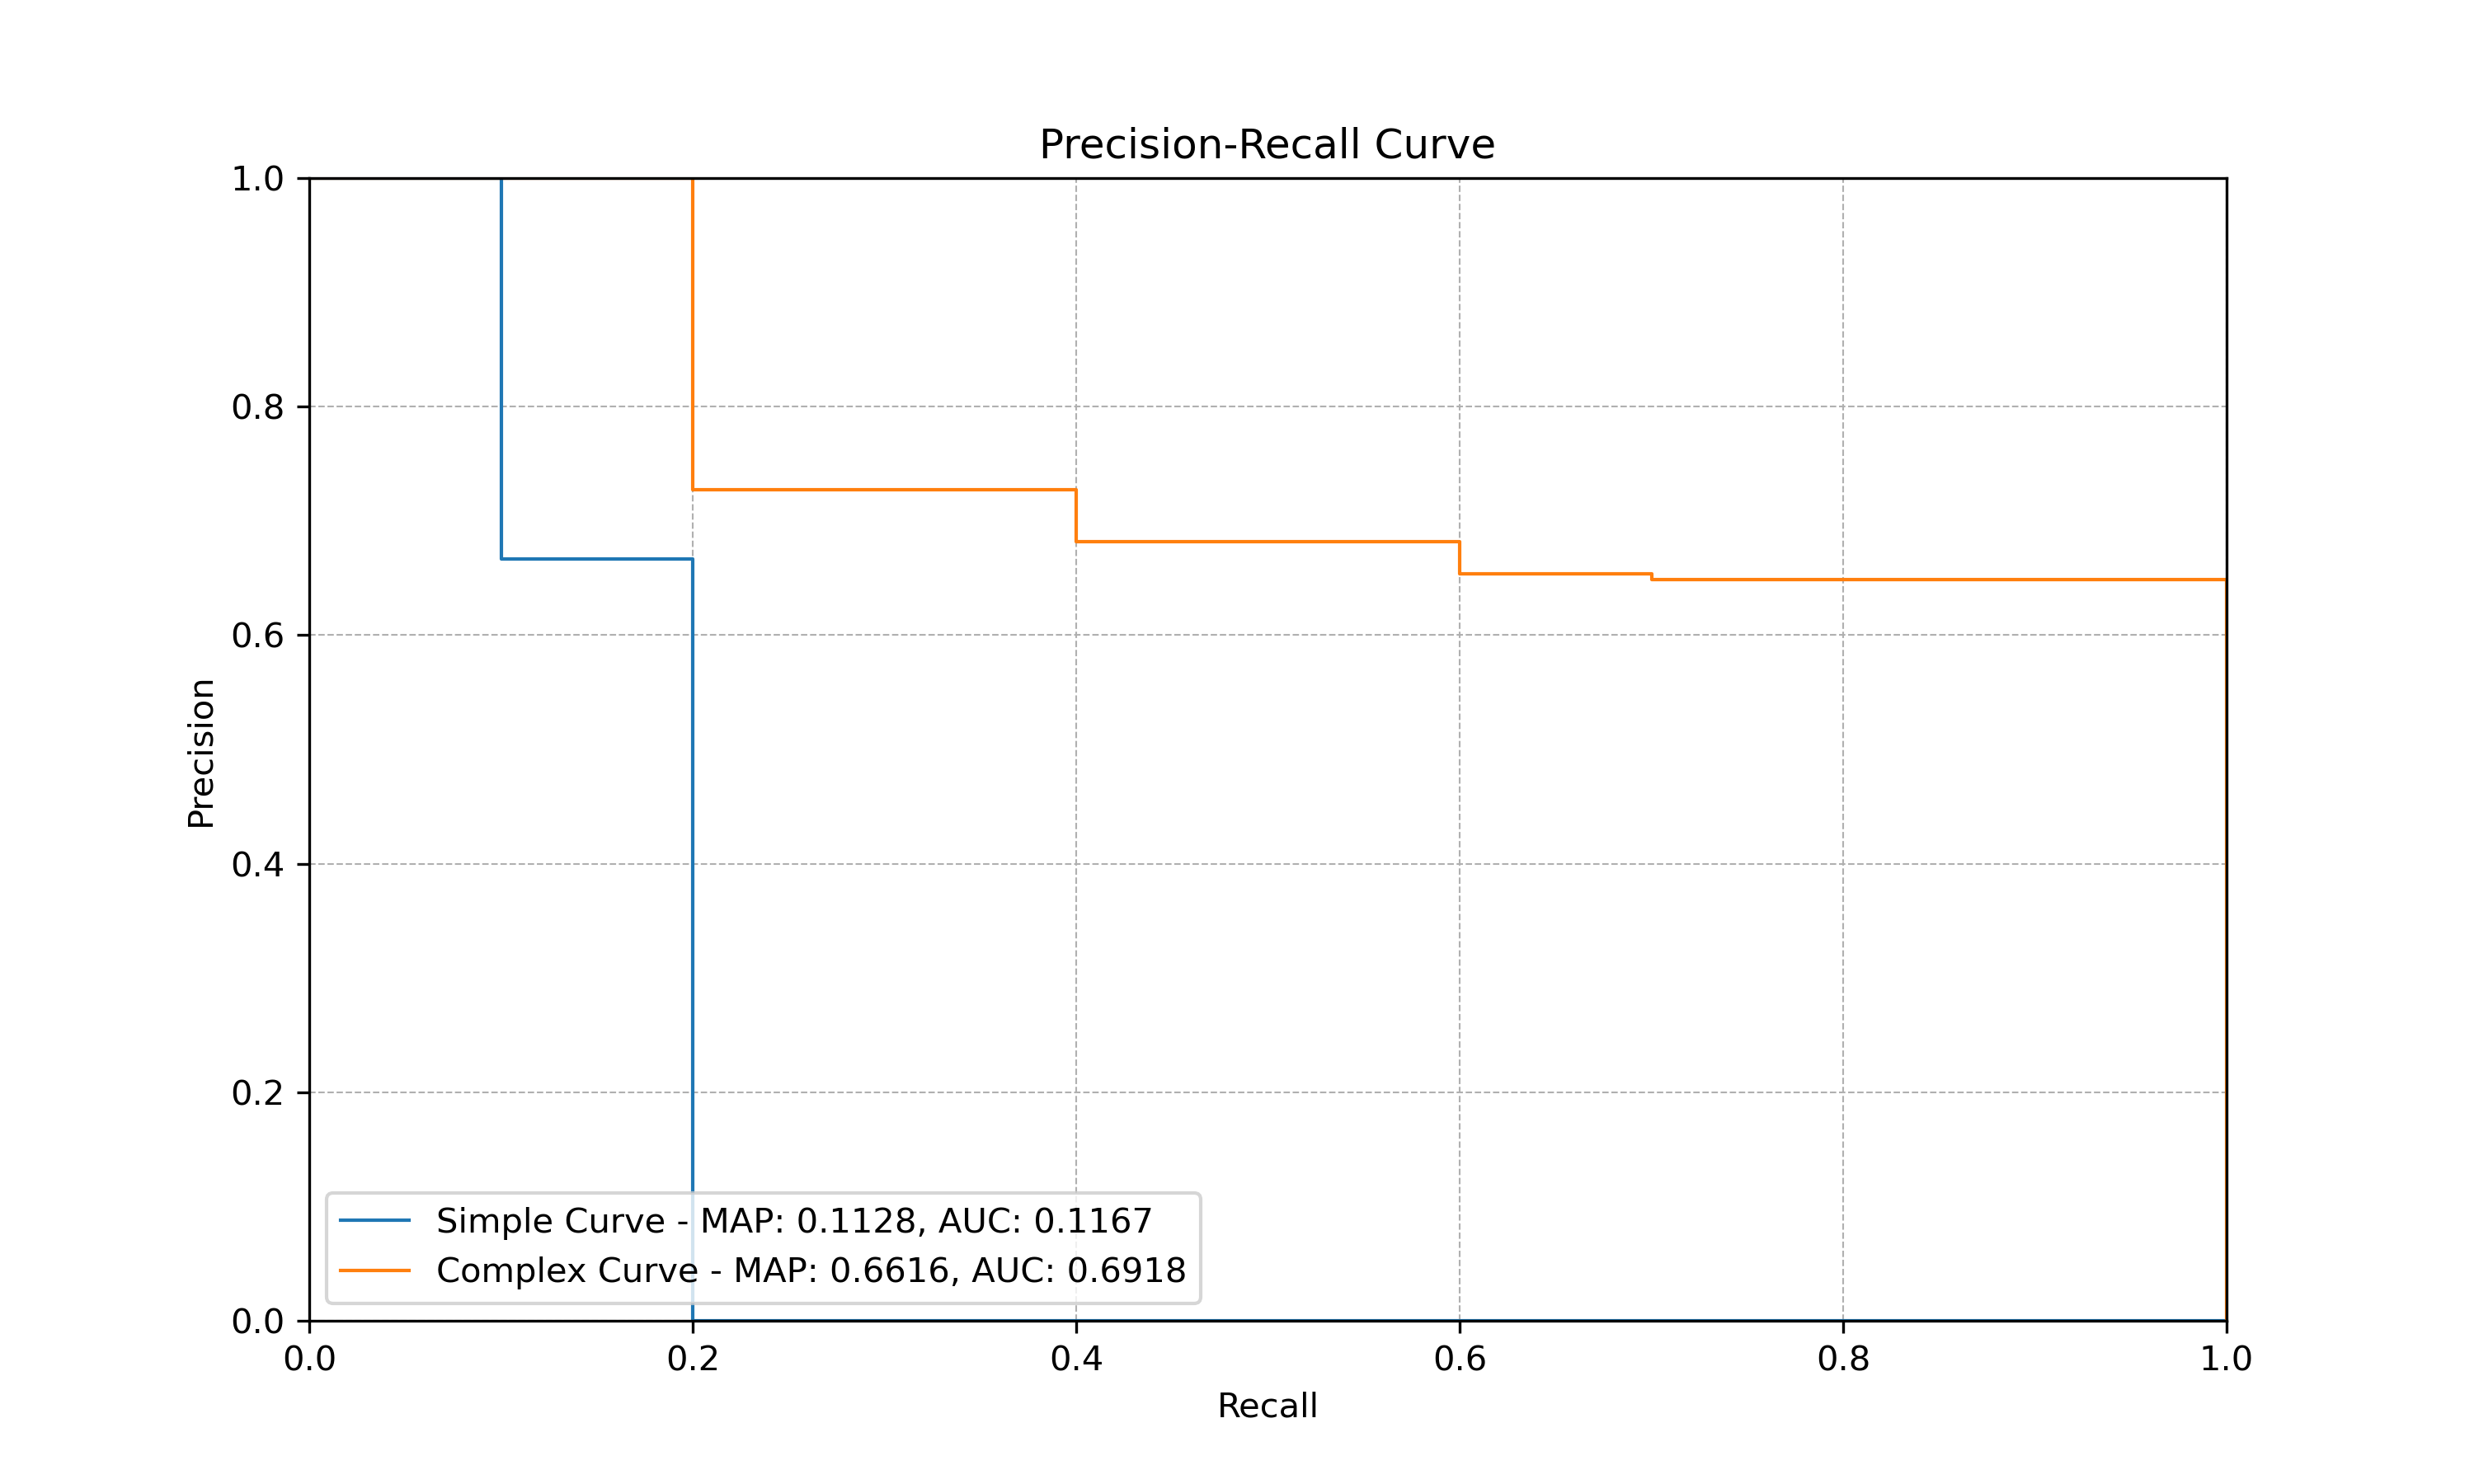 Precision-Recall Curve
1.0
0.8
0.6
0.4
0.2
0.0
Precision
Simple Curve - MAP: 0.1128, AUC: 0.1167
Complex Curve - MAP: 0.6616, AUC: 0.6918
0.0 0.2 0.4 0.6 0.8 1.0
Recall